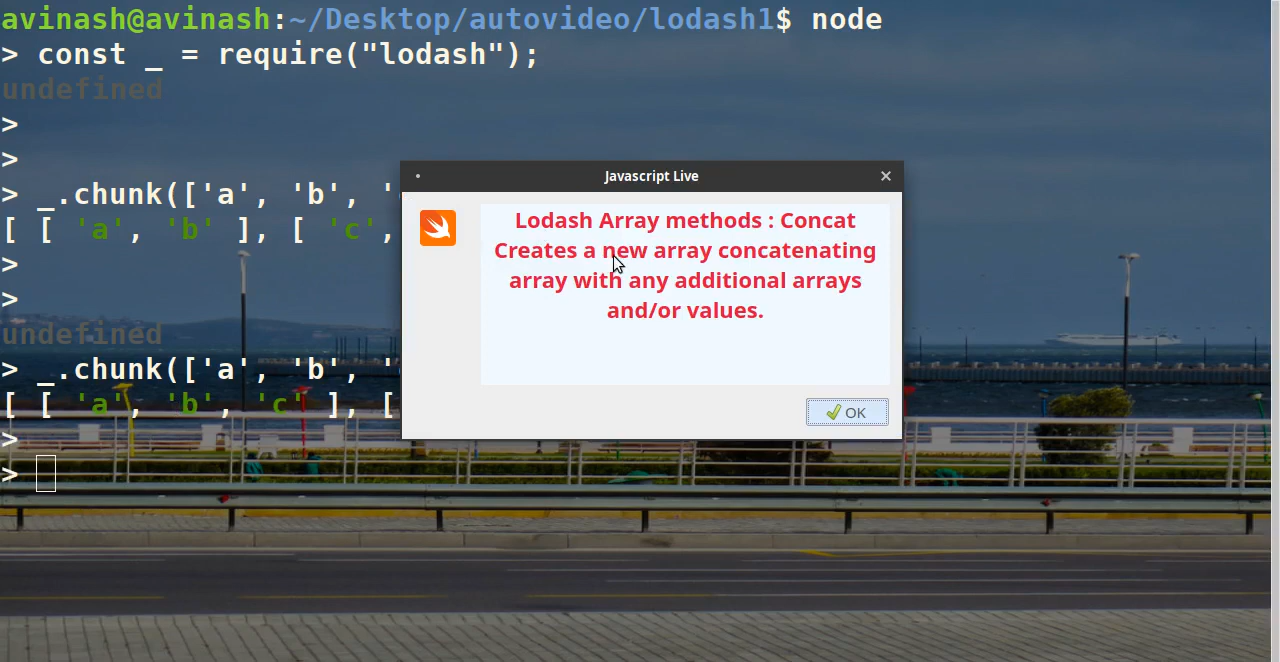 avinash@avinash:~/Desktop/autovideo/lodash1$ node
> const _ = require("lodash");
undefined
>
>
> _.chunk(['a', 'b', '
[ [ 'a', 'b' ], [ 'c',
>
>
undefined
> _.chunk(['a', 'b', '
[ [ 'a', 'b', 'c' ], [
>
>
Javascript Live
Lodash Array methods : Concat
Creates a new array concatenating
array with any additional arrays
and/or values.
OK